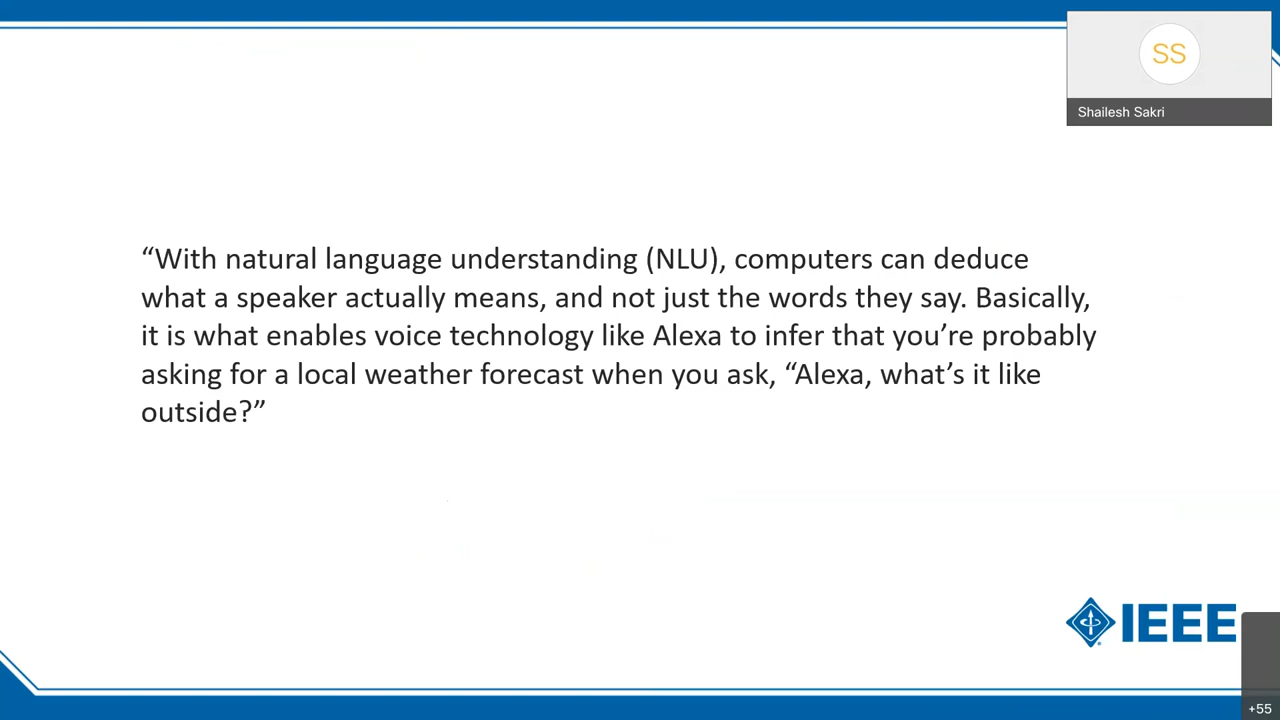 SS
Shailesh Sakri
“With natural language understanding (NLU), computers can deduce
what a speaker actually means, and not just the words they say. Basically,
it is what enables voice technology like Alexa to infer that you’re probably
asking for a local weather forecast when you ask, “Alexa, what’s it like
outside?”
IEEE
+55